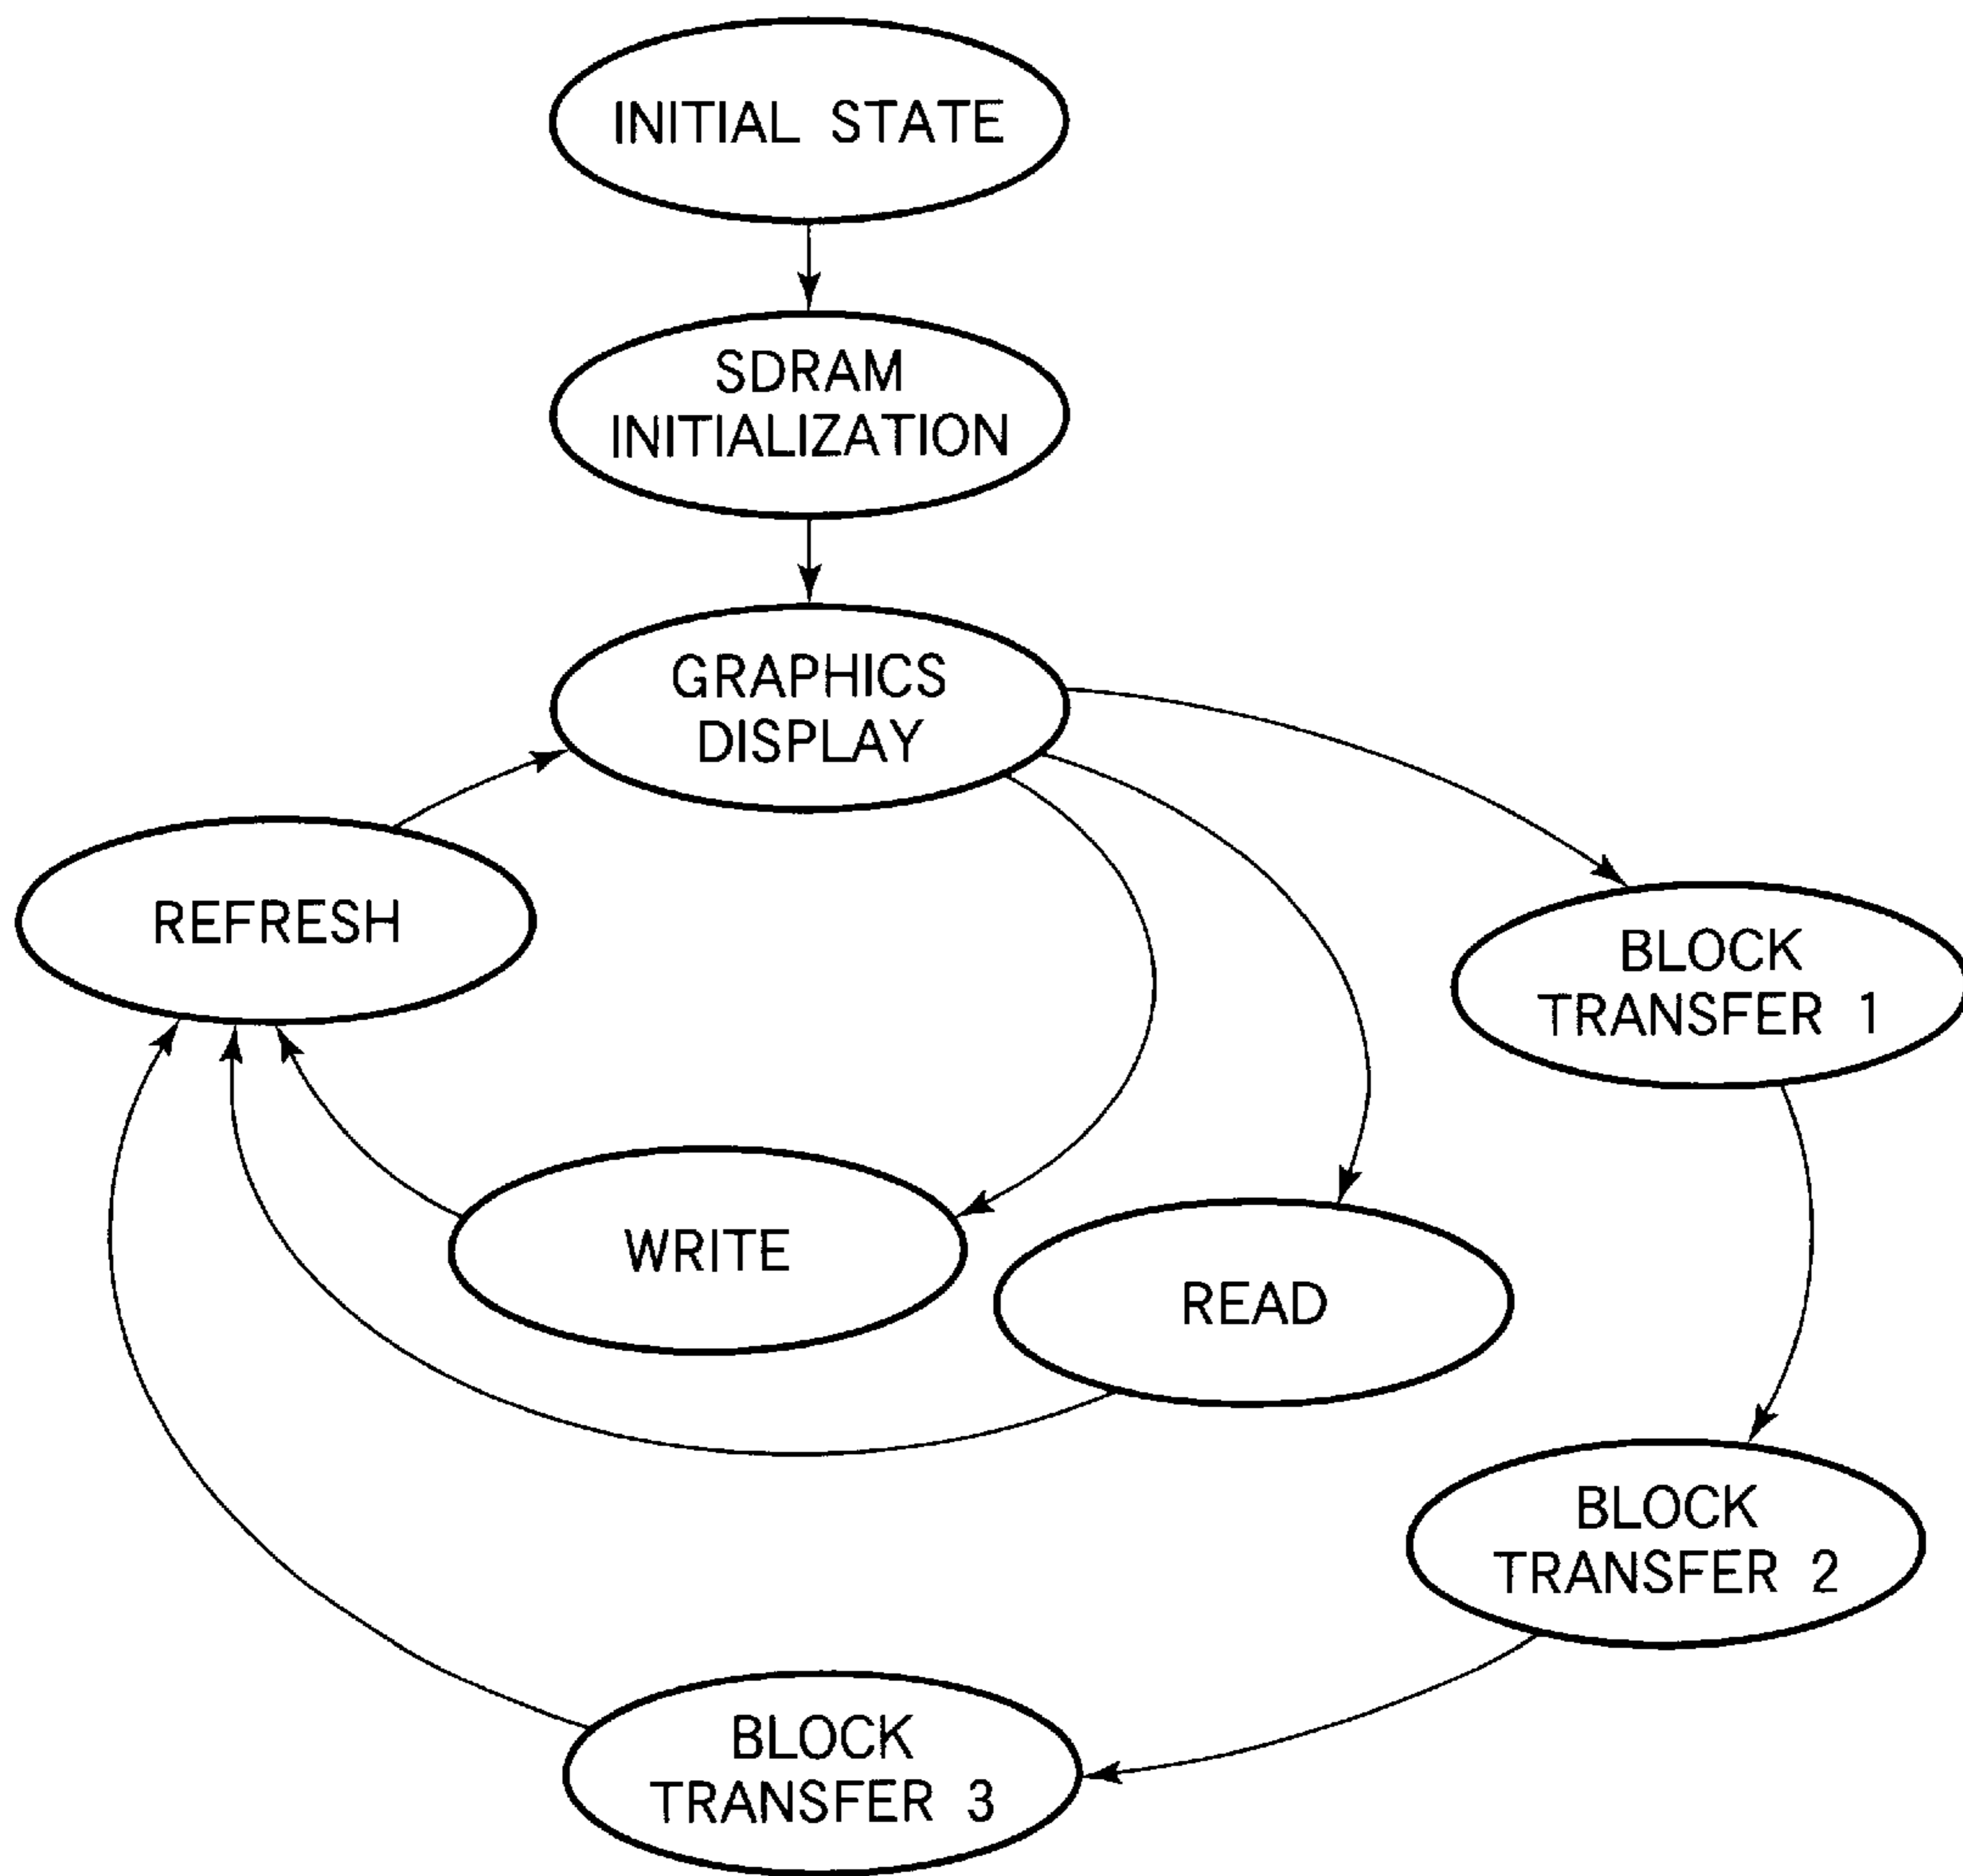 INITIAL STATE
SDRAM
INITIALIZATION
GRAPHICS
DISPLAY
REFRESH
BLOCK
TRANSFER 1
WRITE
READ
BLOCK
TRANSFER 2
BLOCK
TRANSFER 3